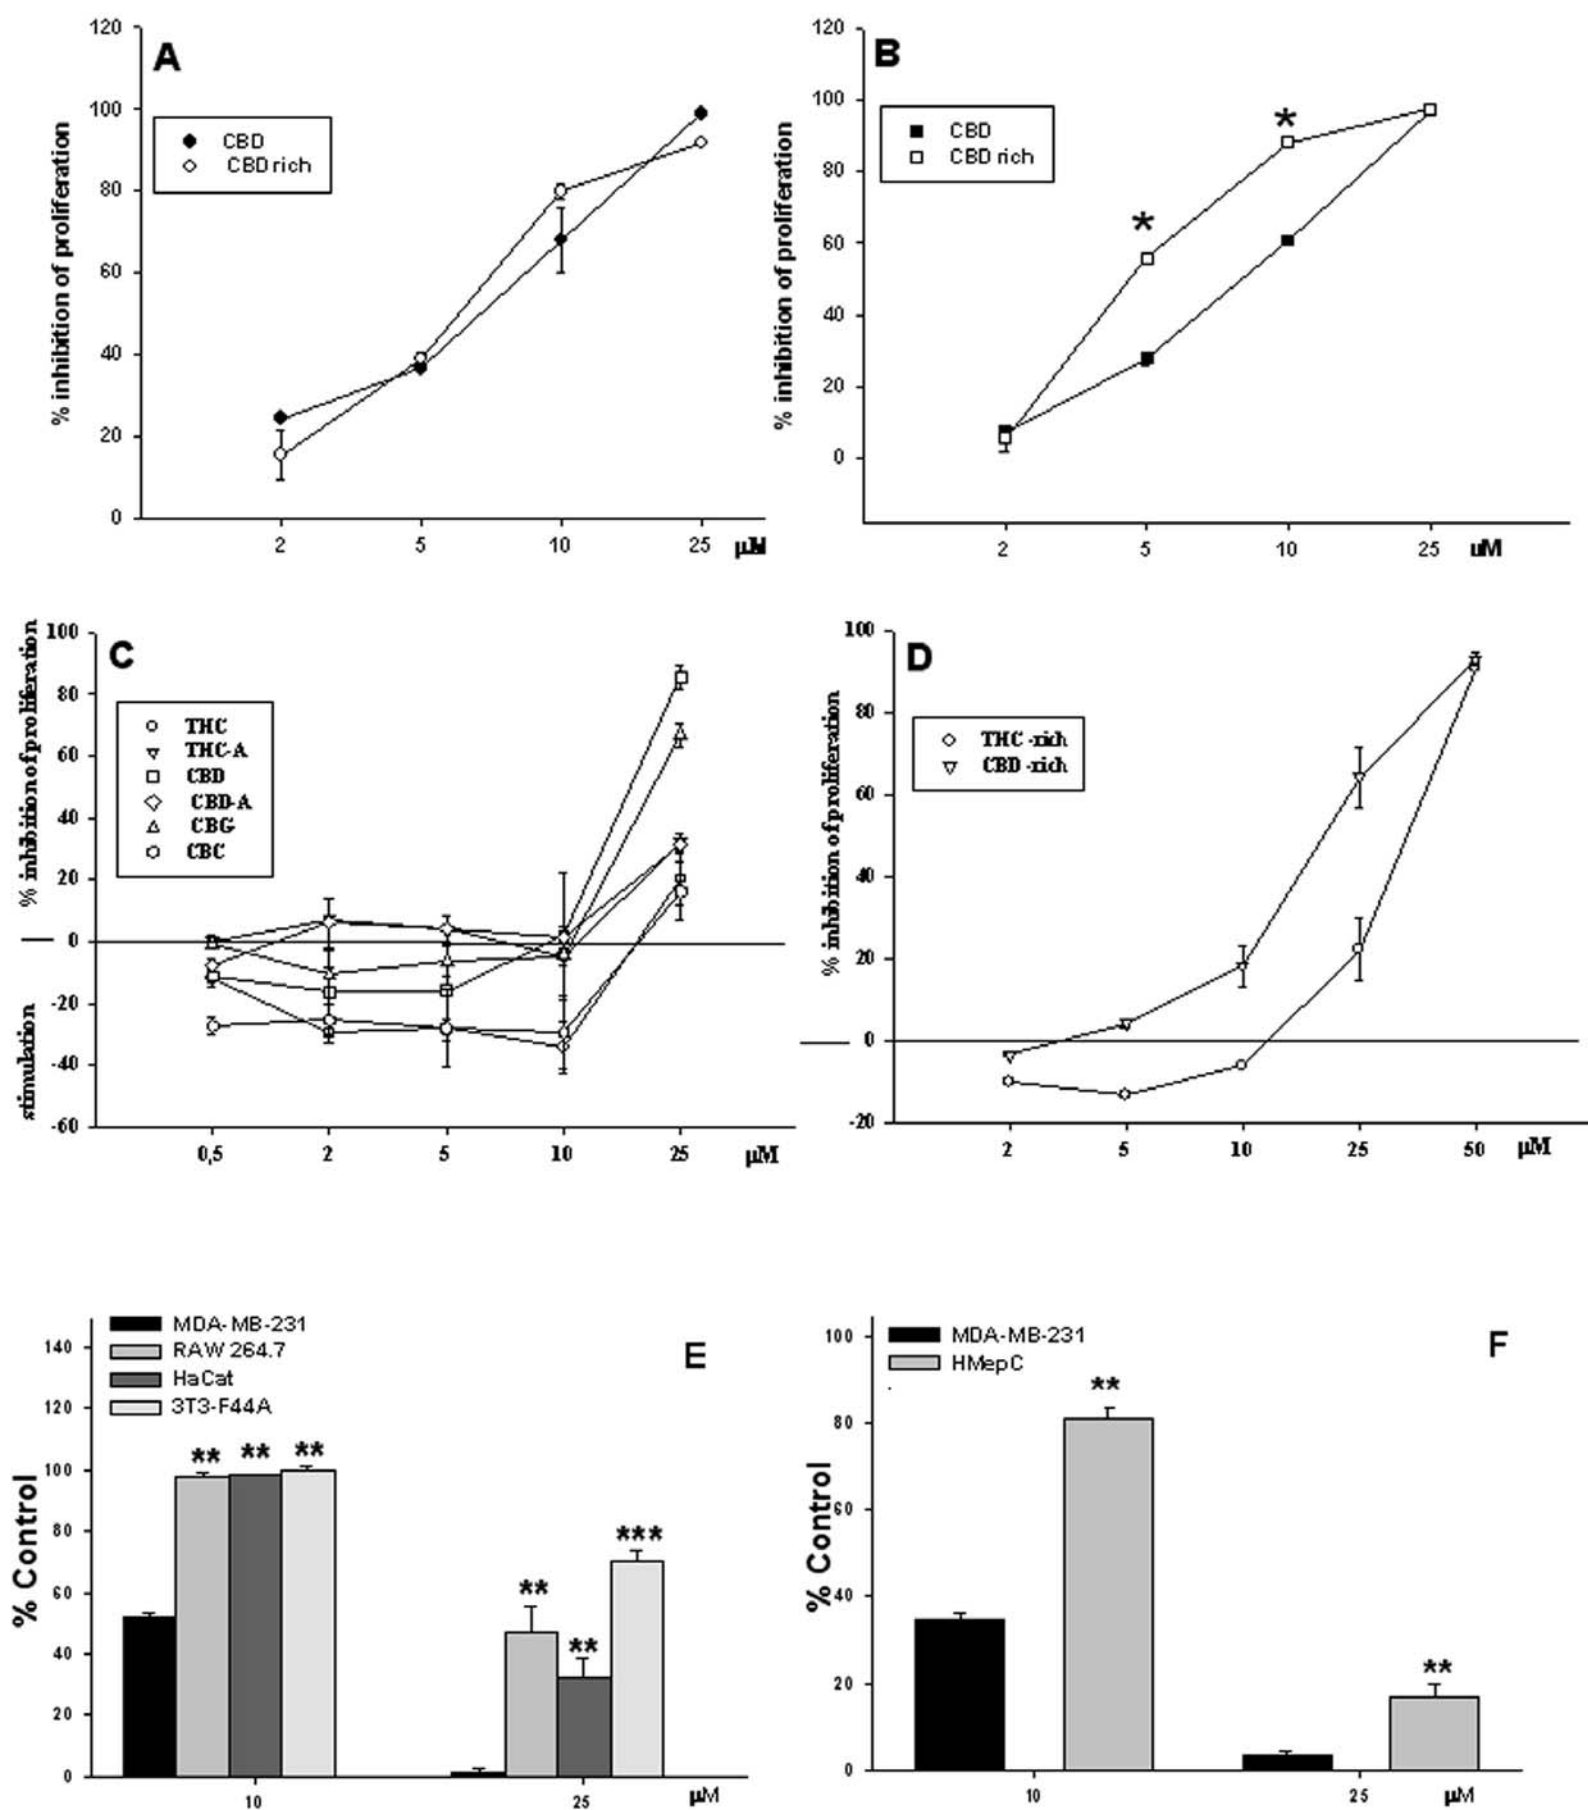 A
% inhibition of proliferation
120
100
80
60
40
20
0
CBD
CBD rich
2 5 10 25 µM
B
% inhibition of proliferation
120
100
80
60
40
20
0
CBD
CBD rich
*
*
2 5 10 25 uM
C
% inhibition of proliferation
stimulation
100
80
60
40
20
0
-20
-40
-60
THC
THC-A
CBD
CBD-A
CBG
CBC
0,5 2 5 10 25 µM
D
% inhibition of proliferation
100
80
60
40
20
0
-20
THC-rich
CBD-rich
2 5 10 25 50 µM
E
% Control
140
120
100
80
60
40
20
0
MDA-MB-231
RAW 264.7
HaCat
3T3-F44A
** ** **
** ** ***
10 25 µM
F
% Control
100
80
60
40
20
0
MDA-MB-231
HMepC
**
**
10 25 µM